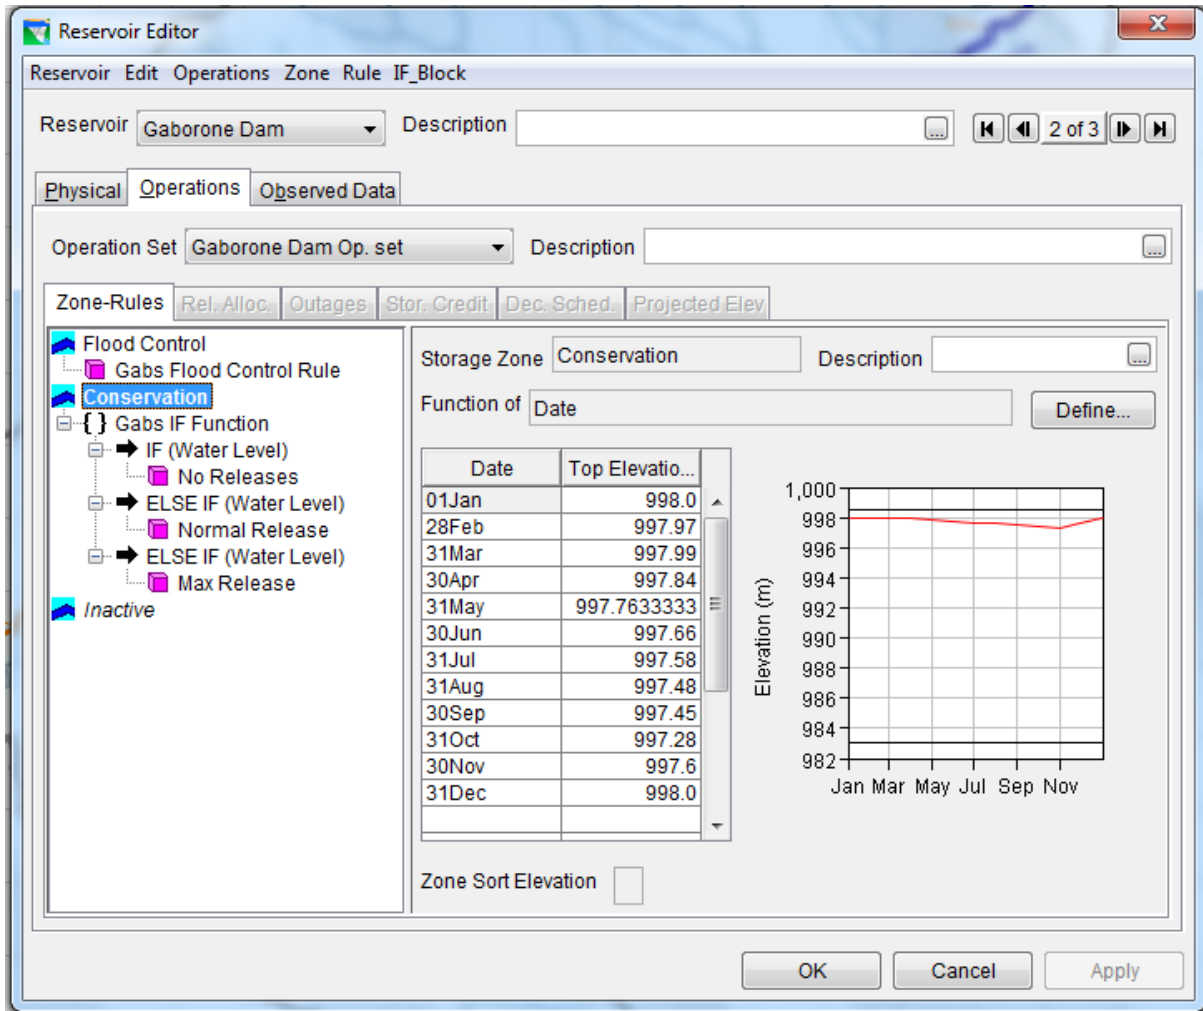 Reservoir Editor
Reservoir Edit Operations Zone Rule IF_Block
Reservoir Gaborone Dam Description ... 2 of 3
Physical Operations Observed Data
Operation Set Gaborone Dam Op. set Description ...
Zone-Rules Rel. Alloc. Outages Stor. Credit Dec. Sched. Projected Elev
Flood Control
Gabs Flood Control Rule
Conservation
{ } Gabs IF Function
IF (Water Level)
No Releases
ELSE IF (Water Level)
Normal Release
ELSE IF (Water Level)
Max Release
Inactive
Storage Zone Conservation Description ...
Function of Date Define...
Date Top Elevatio...
01Jan 998.0
28Feb 997.97
31Mar 997.99
30Apr 997.84
31May 997.7633333
30Jun 997.66
31Jul 997.58
31Aug 997.48
30Sep 997.45
31Oct 997.28
30Nov 997.6
31Dec 998.0
Elevation (m)
1,000
998
996
994
992
990
988
986
984
982
Jan Mar May Jul Sep Nov
Zone Sort Elevation
OK Cancel Apply